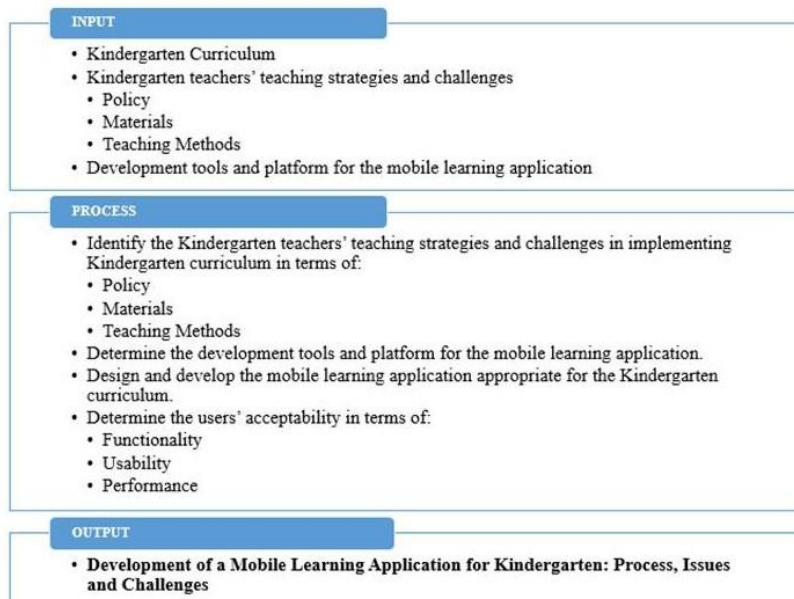 INPUT
• Kindergarten Curriculum
• Kindergarten teachers’ teaching strategies and challenges
• Policy
• Materials
• Teaching Methods
• Development tools and platform for the mobile learning application
PROCESS
• Identify the Kindergarten teachers’ teaching strategies and challenges in implementing
Kindergarten curriculum in terms of:
• Policy
• Materials
• Teaching Methods
• Determine the development tools and platform for the mobile learning application.
• Design and develop the mobile learning application appropriate for the Kindergarten
curriculum.
• Determine the users’ acceptability in terms of:
• Functionality
• Usability
• Performance
OUTPUT
• Development of a Mobile Learning Application for Kindergarten: Process, Issues
and Challenges